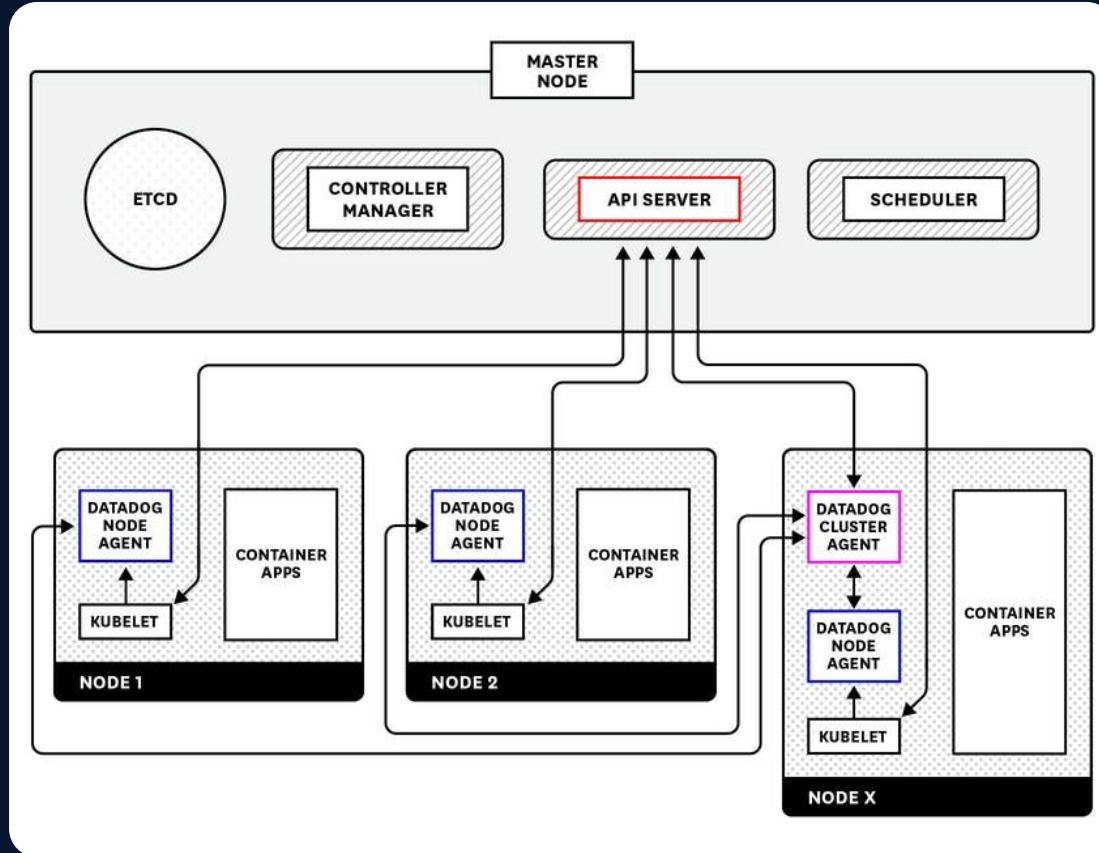 MASTER
NODE
ETCD
CONTROLLER
MANAGER
API SERVER
SCHEDULER
DATADOG
NODE
AGENT
CONTAINER
APPS
KUBELET
NODE 1
DATADOG
NODE
AGENT
CONTAINER
APPS
KUBELET
NODE 2
DATADOG
CLUSTER
AGENT
DATADOG
NODE
AGENT
CONTAINER
APPS
KUBELET
NODE X